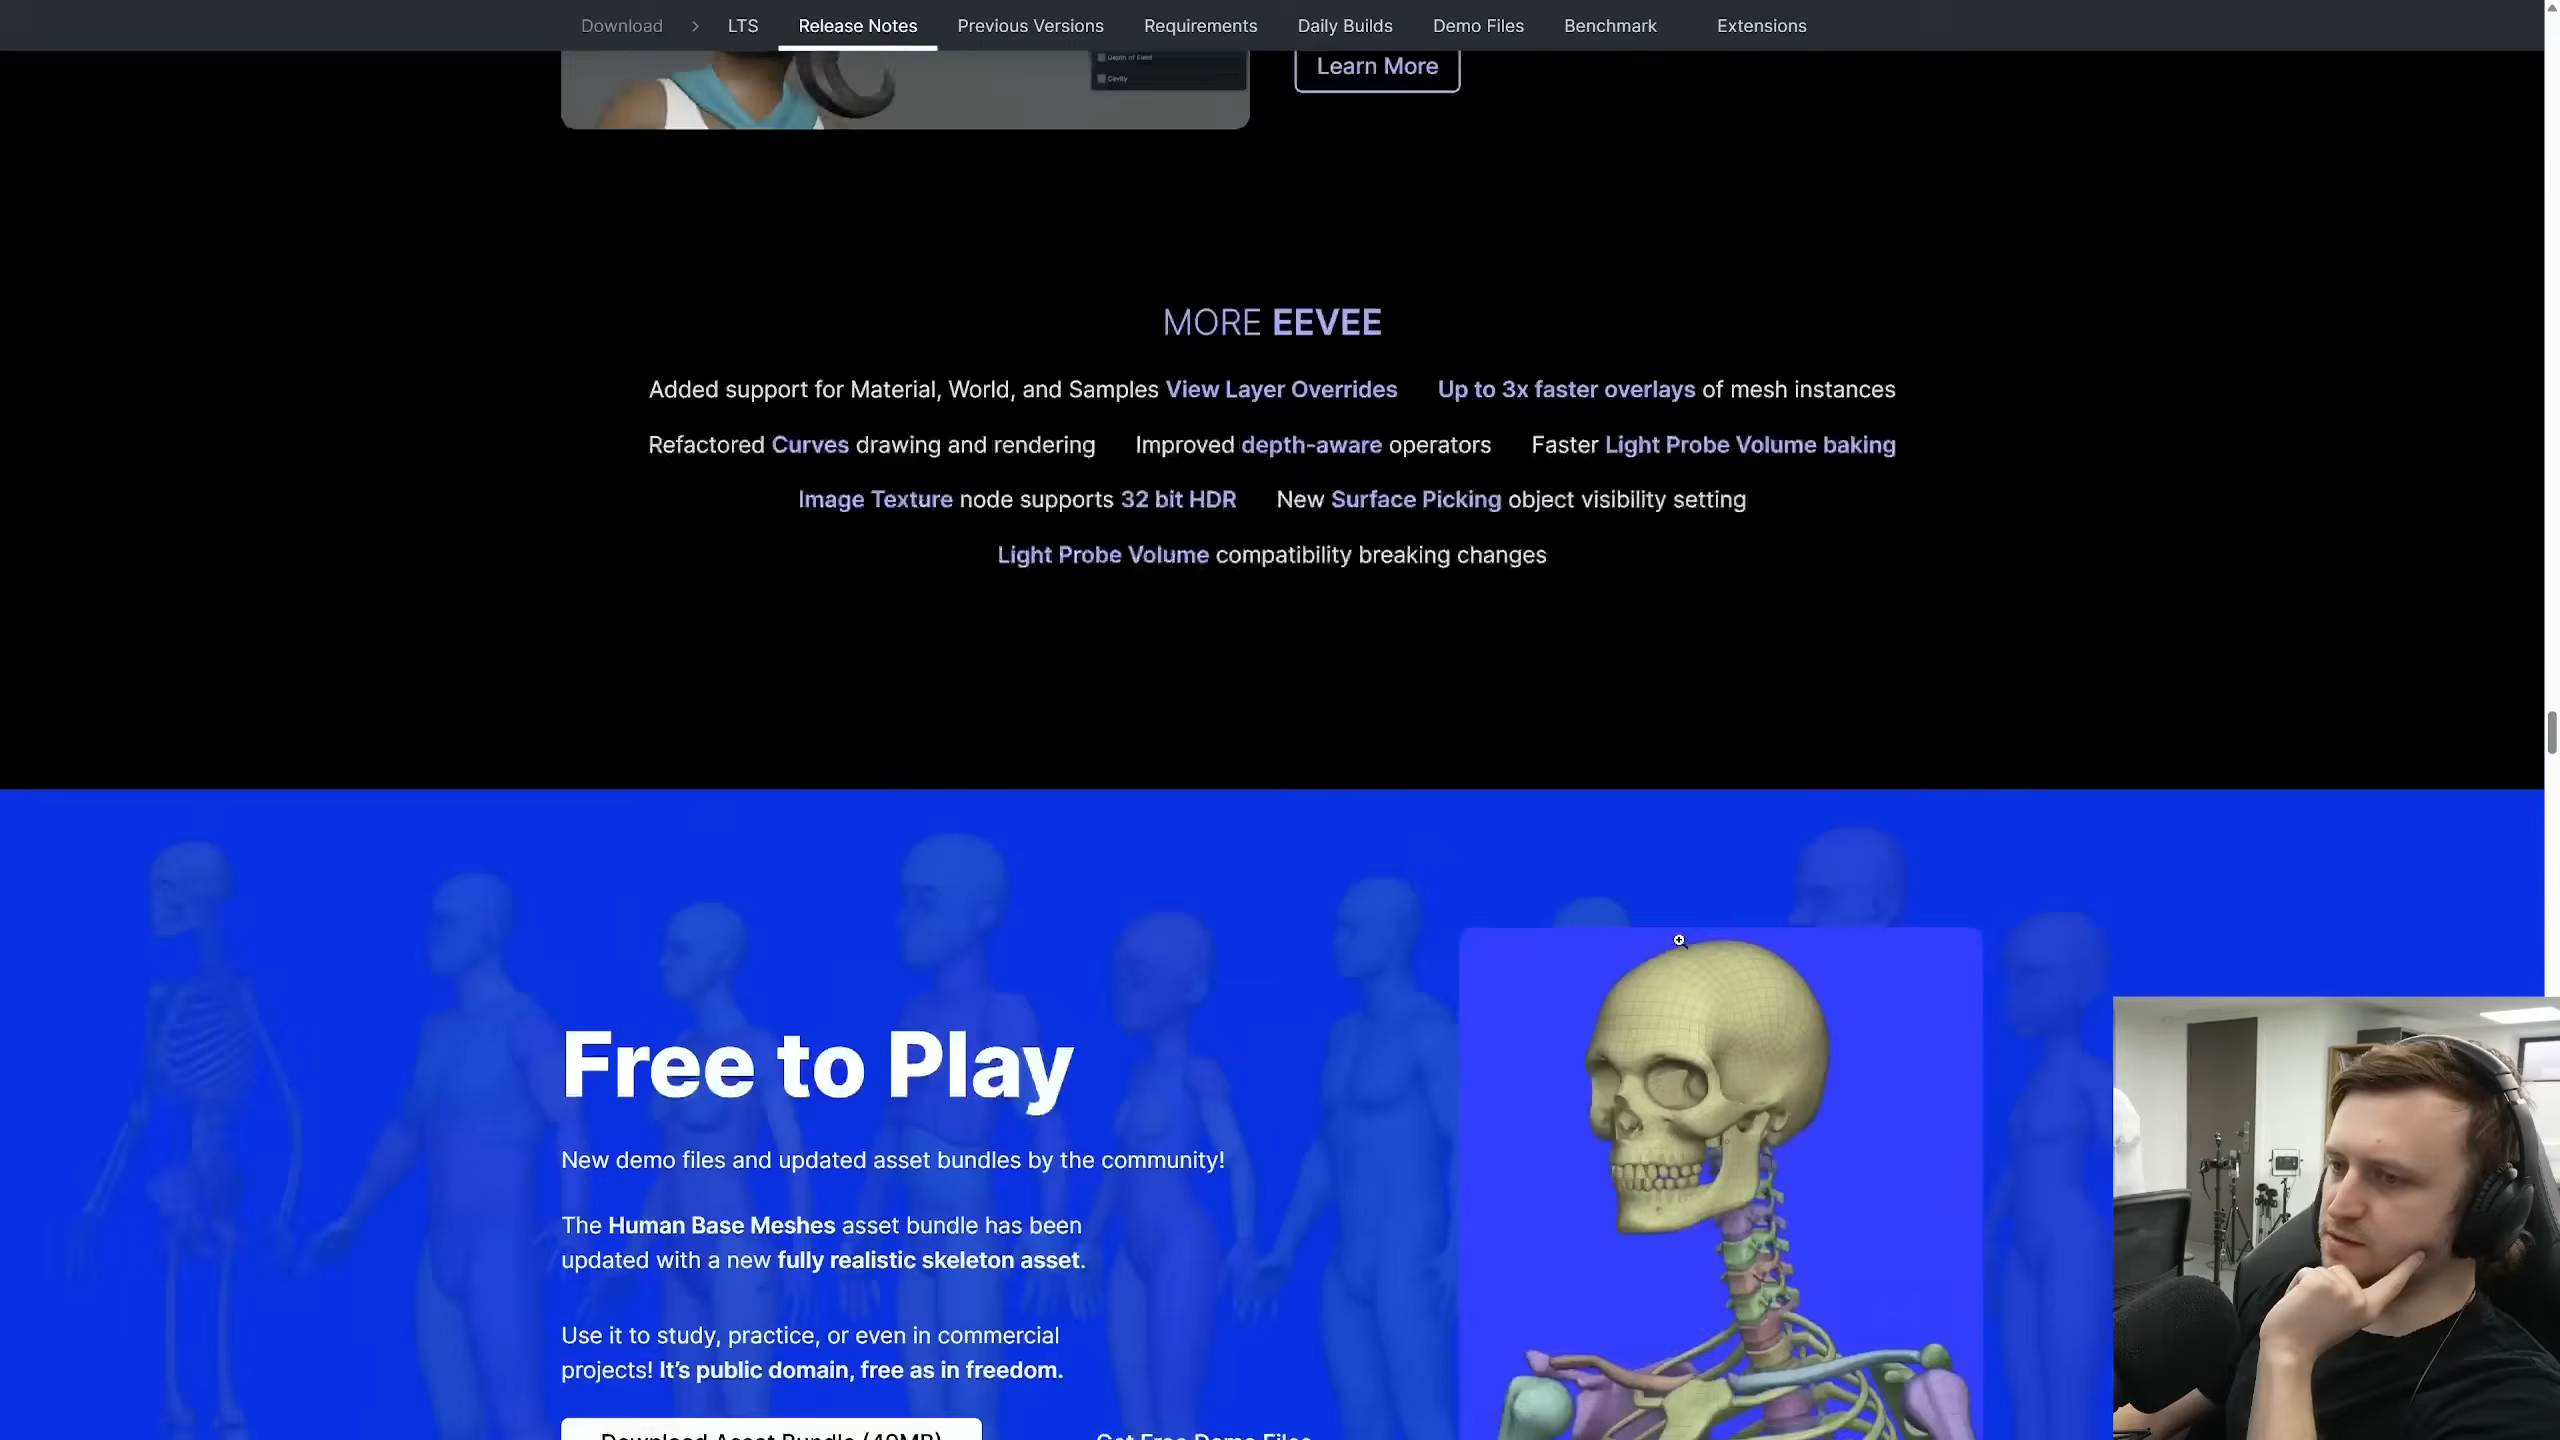 Download > LTS Release Notes Previous Versions Requirements Daily Builds Demo Files Benchmark Extensions
Depth of Field
Cavity
Learn More
MORE EEVEE
Added support for Material, World, and Samples View Layer Overrides Up to 3x faster overlays of mesh instances
Refactored Curves drawing and rendering Improved depth-aware operators Faster Light Probe Volume baking
Image Texture node supports 32 bit HDR New Surface Picking object visibility setting
Light Probe Volume compatibility breaking changes
Free to Play
New demo files and updated asset bundles by the community!
The Human Base Meshes asset bundle has been
updated with a new fully realistic skeleton asset.
Use it to study, practice, or even in commercial
projects! It’s public domain, free as in freedom.
Download Asset Bundle (49MB) Get Free Demo Files